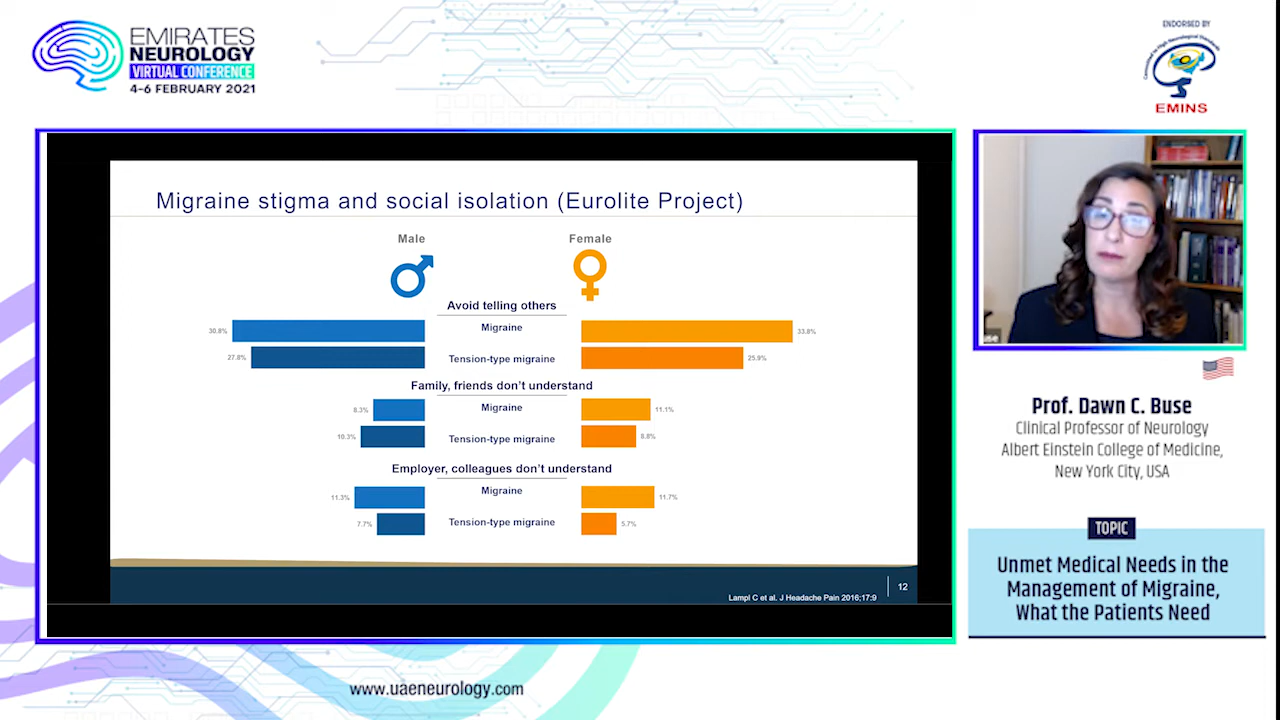 EMIRATES
NEUROLOGY
VIRTUAL CONFERENCE
4-6 FEBRUARY 2021
ENDORSED BY
Committed to High Neurological Standards
EMINS
Migraine stigma and social isolation (Eurolite Project)
Male
Female
Avoid telling others
30.8%
Migraine
33.8%
27.8%
Tension-type migraine
25.9%
Family, friends don't understand
8.3%
Migraine
11.1%
10.3%
Tension-type migraine
8.8%
Employer, colleagues don't understand
11.3%
Migraine
11.7%
7.7%
Tension-type migraine
5.7%
Lampl C et al. J Headache Pain 2016;17:9
12
Prof. Dawn C. Buse
Clinical Professor of Neurology
Albert Einstein College of Medicine,
New York City, USA
TOPIC
Unmet Medical Needs in the
Management of Migraine,
What the Patients Need
www.uaeneurology.com